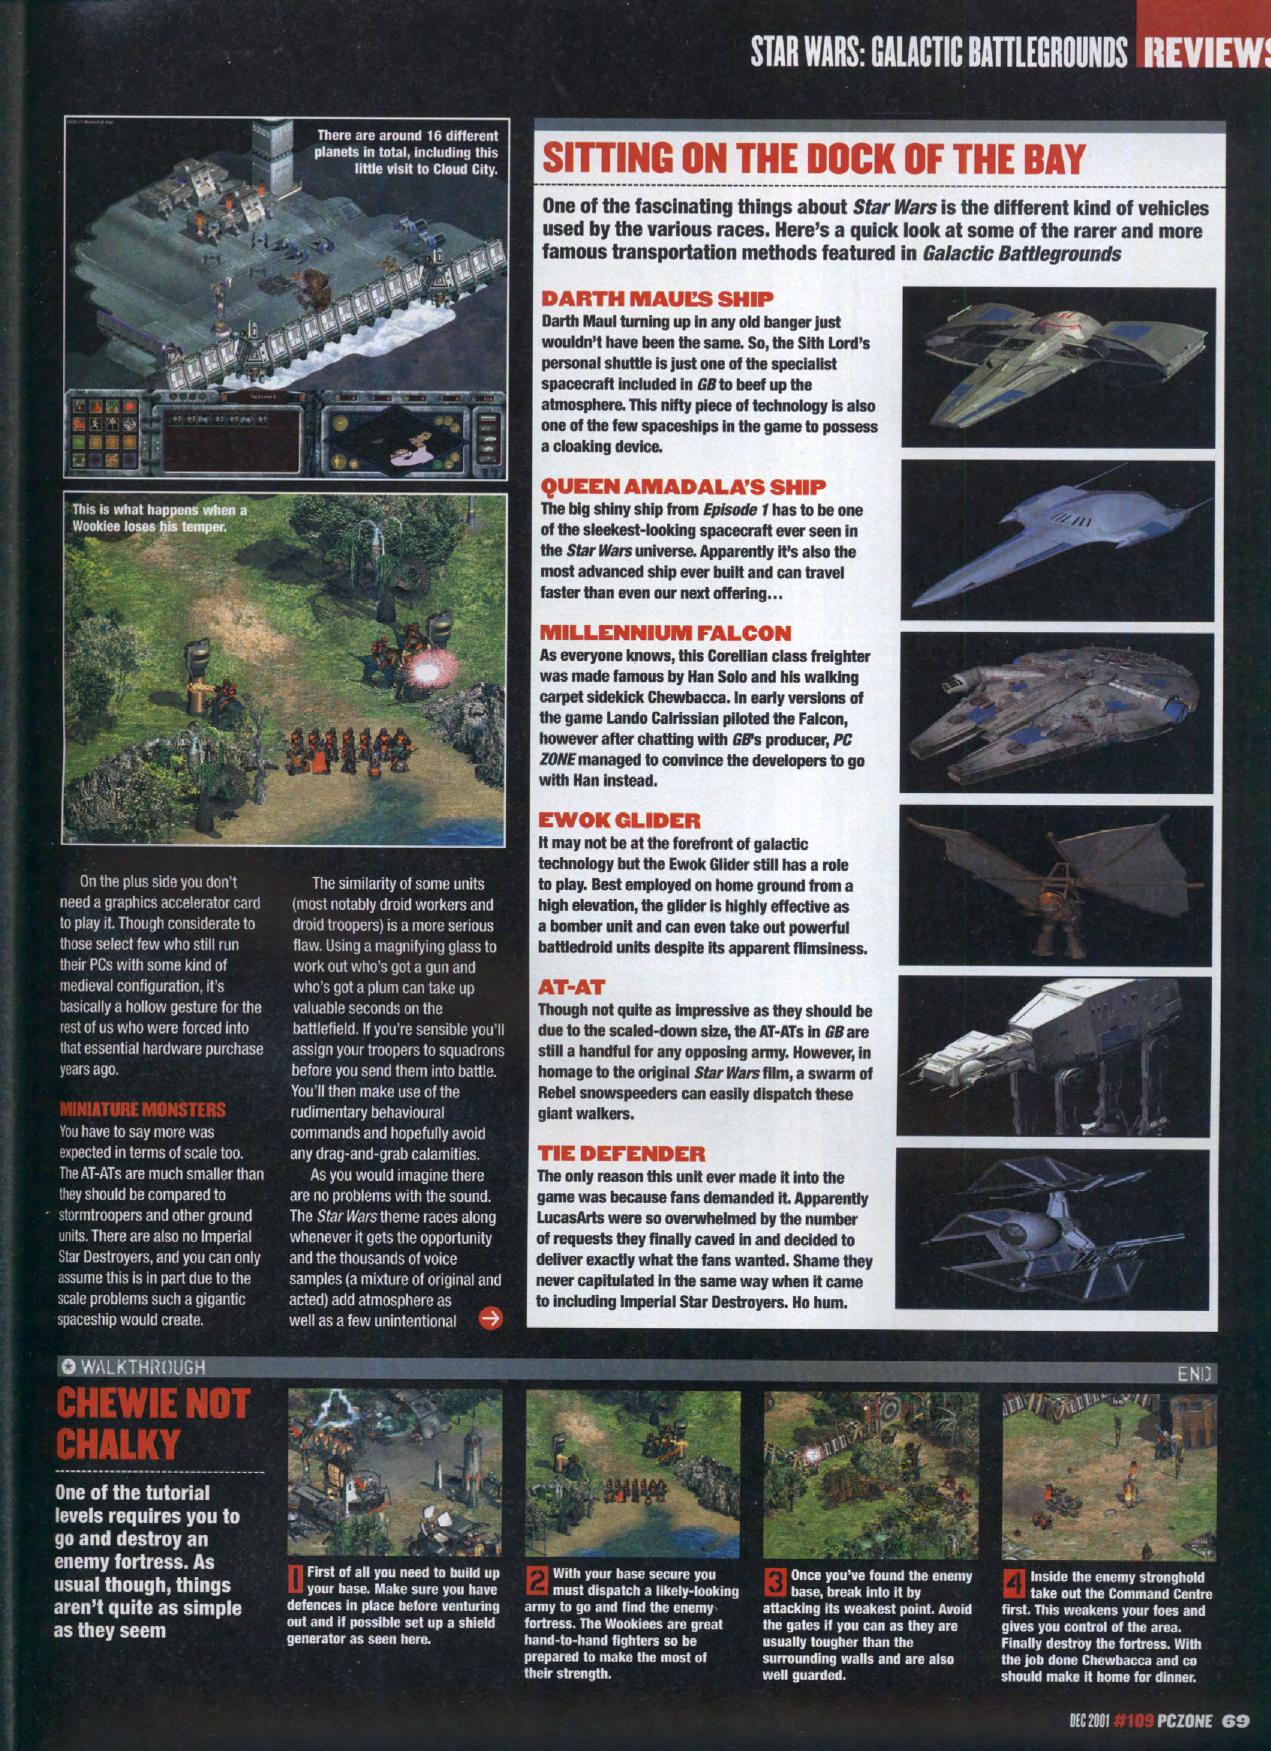 STAR WARS: GALACTIC BATTLEGROUNDS REVIEWS
There are around 16 different
planets in total, including this
little visit to Cloud City.
This is what happens when a
Wookiee loses his temper.
On the plus side you don't
need a graphics accelerator card
to play it. Though considerate to
those select few who still run
their PCs with some kind of
medieval configuration, it's
basically a hollow gesture for the
rest of us who were forced into
that essential hardware purchase
years ago.
MINIATURE MONSTERS
You have to say more was
expected in terms of scale too.
The AT-ATs are much smaller than
they should be compared to
stormtroopers and other ground
units. There are also no Imperial
Star Destroyers, and you can only
assume this is in part due to the
scale problems such a gigantic
spaceship would create.
The similarity of some units
(most notably droid workers and
droid troopers) is a more serious
flaw. Using a magnifying glass to
work out who's got a gun and
who's got a plum can take up
valuable seconds on the
battlefield. If you're sensible you'll
assign your troopers to squadrons
before you send them into battle.
You'll then make use of the
rudimentary behavioural
commands and hopefully avoid
any drag-and-grab calamities.
As you would imagine there
are no problems with the sound.
The Star Wars theme races along
whenever it gets the opportunity
and the thousands of voice
samples (a mixture of original and
acted) add atmosphere as
well as a few unintentional
SITTING ON THE DOCK OF THE BAY
One of the fascinating things about Star Wars is the different kind of vehicles
used by the various races. Here's a quick look at some of the rarer and more
famous transportation methods featured in Galactic Battlegrounds
DARTH MAUL'S SHIP
Darth Maul turning up in any old banger just
wouldn't have been the same. So, the Sith Lord's
personal shuttle is just one of the specialist
spacecraft included in GB to beef up the
atmosphere. This nifty piece of technology is also
one of the few spaceships in the game to possess
a cloaking device.
QUEEN AMADALA'S SHIP
The big shiny ship from Episode 1 has to be one
of the sleekest-looking spacecraft ever seen in
the Star Wars universe. Apparently it's also the
most advanced ship ever built and can travel
faster than even our next offering...
MILLENNIUM FALCON
As everyone knows, this Corellian class freighter
was made famous by Han Solo and his walking
carpet sidekick Chewbacca. In early versions of
the game Lando Calrissian piloted the Falcon,
however after chatting with GB's producer, PC
ZONE managed to convince the developers to go
with Han instead.
EWOK GLIDER
It may not be at the forefront of galactic
technology but the Ewok Glider still has a role
to play. Best employed on home ground from a
high elevation, the glider is highly effective as
a bomber unit and can even take out powerful
battledroid units despite its apparent flimsiness.
AT-AT
Though not quite as impressive as they should be
due to the scaled-down size, the AT-ATs in GB are
still a handful for any opposing army. However, in
homage to the original Star Wars film, a swarm of
Rebel snowspeeders can easily dispatch these
giant walkers.
TIE DEFENDER
The only reason this unit ever made it into the
game was because fans demanded it. Apparently
LucasArts were so overwhelmed by the number
of requests they finally caved in and decided to
deliver exactly what the fans wanted. Shame they
never capitulated in the same way when it came
to including Imperial Star Destroyers. Ho hum.
WALKTHROUGH
END
CHEWIE NOT
CHALKY
One of the tutorial
levels requires you to
go and destroy an
enemy fortress. As
usual though, things
aren't quite as simple
as they seem
1 First of all you need to build up
your base. Make sure you have
defences in place before venturing
out and if possible set up a shield
generator as seen here.
2 With your base secure you
must dispatch a likely-looking
army to go and find the enemy
fortress. The Wookiees are great
hand-to-hand fighters so be
prepared to make the most of
their strength.
3 Once you've found the enemy
base, break into it by
attacking its weakest point. Avoid
the gates if you can as they are
usually tougher than the
surrounding walls and are also
well guarded.
4 Inside the enemy stronghold
take out the Command Centre
first. This weakens your foes and
gives you control of the area.
Finally destroy the fortress. With
the job done Chewbacca and co
should make it home for dinner.
DEC 2001 #109 PCZONE 69